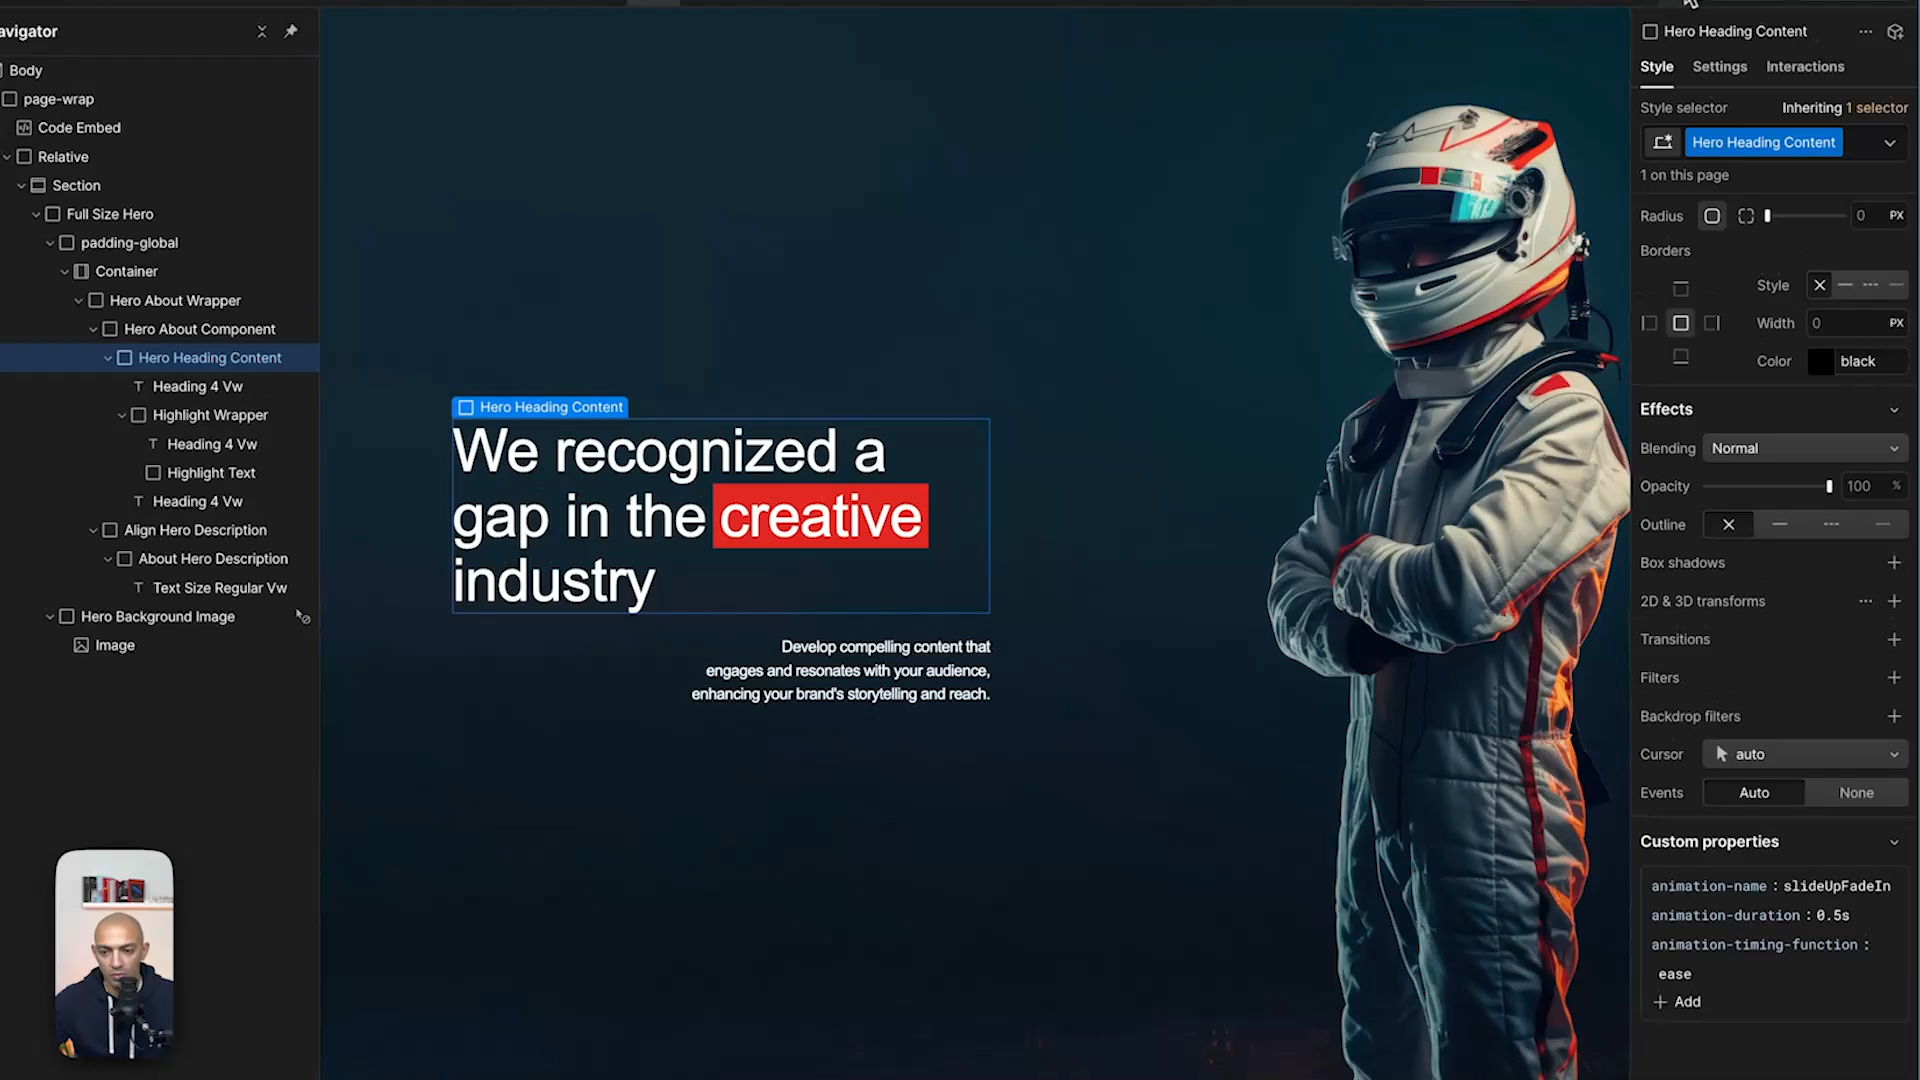 avigator
Body
page-wrap
Code Embed
Relative
Section
Full Size Hero
padding-global
Container
Hero About Wrapper
Hero About Component
Hero Heading Content
Heading 4 Vw
Highlight Wrapper
Heading 4 Vw
Highlight Text
Heading 4 Vw
Align Hero Description
About Hero Description
Text Size Regular Vw
Hero Background Image
Image
Hero Heading Content
We recognized a
gap in the creative
industry
Develop compelling content that
engages and resonates with your audience,
enhancing your brand's storytelling and reach.
Hero Heading Content
Style Settings Interactions
Style selector Inheriting 1 selector
Hero Heading Content
1 on this page
Radius 0 PX
Borders
Style
Width 0 PX
Color black
Effects
Blending Normal
Opacity 100 %
Outline
Box shadows
2D & 3D transforms
Transitions
Filters
Backdrop filters
Cursor auto
Events Auto None
Custom properties
animation-name : slideUpFadeIn
animation-duration : 0.5s
animation-timing-function :
ease
Add